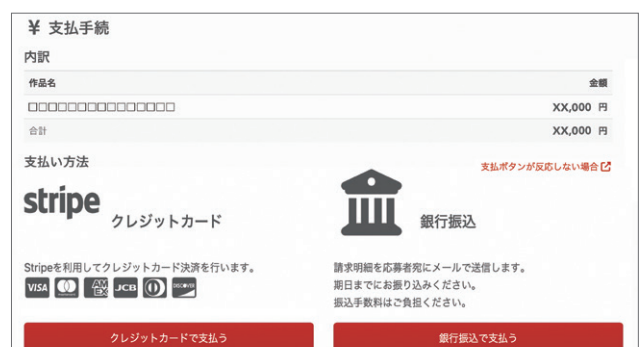 ¥ 支払手続
内訳
作品名 金額
□□□□□□□□□□□□□□□ XX,000 円
合計 XX,000 円
支払い方法
支払ボタンが反応しない場合
stripe クレジットカード
銀行振込
Stripeを利用してクレジットカード決済を行います。
VISA AM EX JCB DISCOVER
請求明細を応募者宛にメールで送信します。
期日までにお振り込みください。
振込手数料はご負担ください。
クレジットカードで支払う
銀行振込で支払う